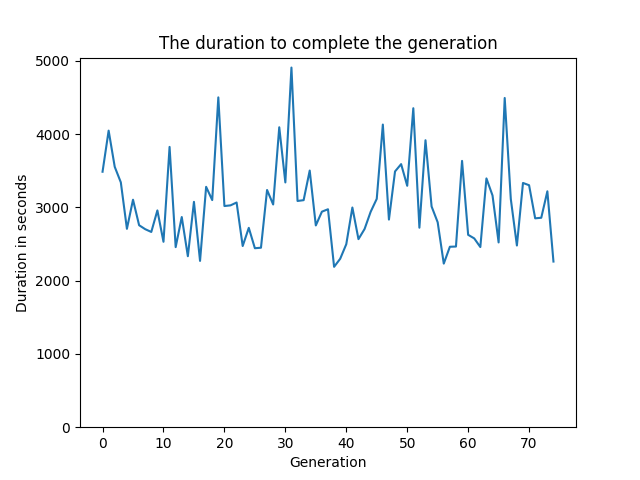 The duration to complete the generation
5000
4000
3000
2000
1000
0
Duration in seconds
0 10 20 30 40 50 60 70
Generation